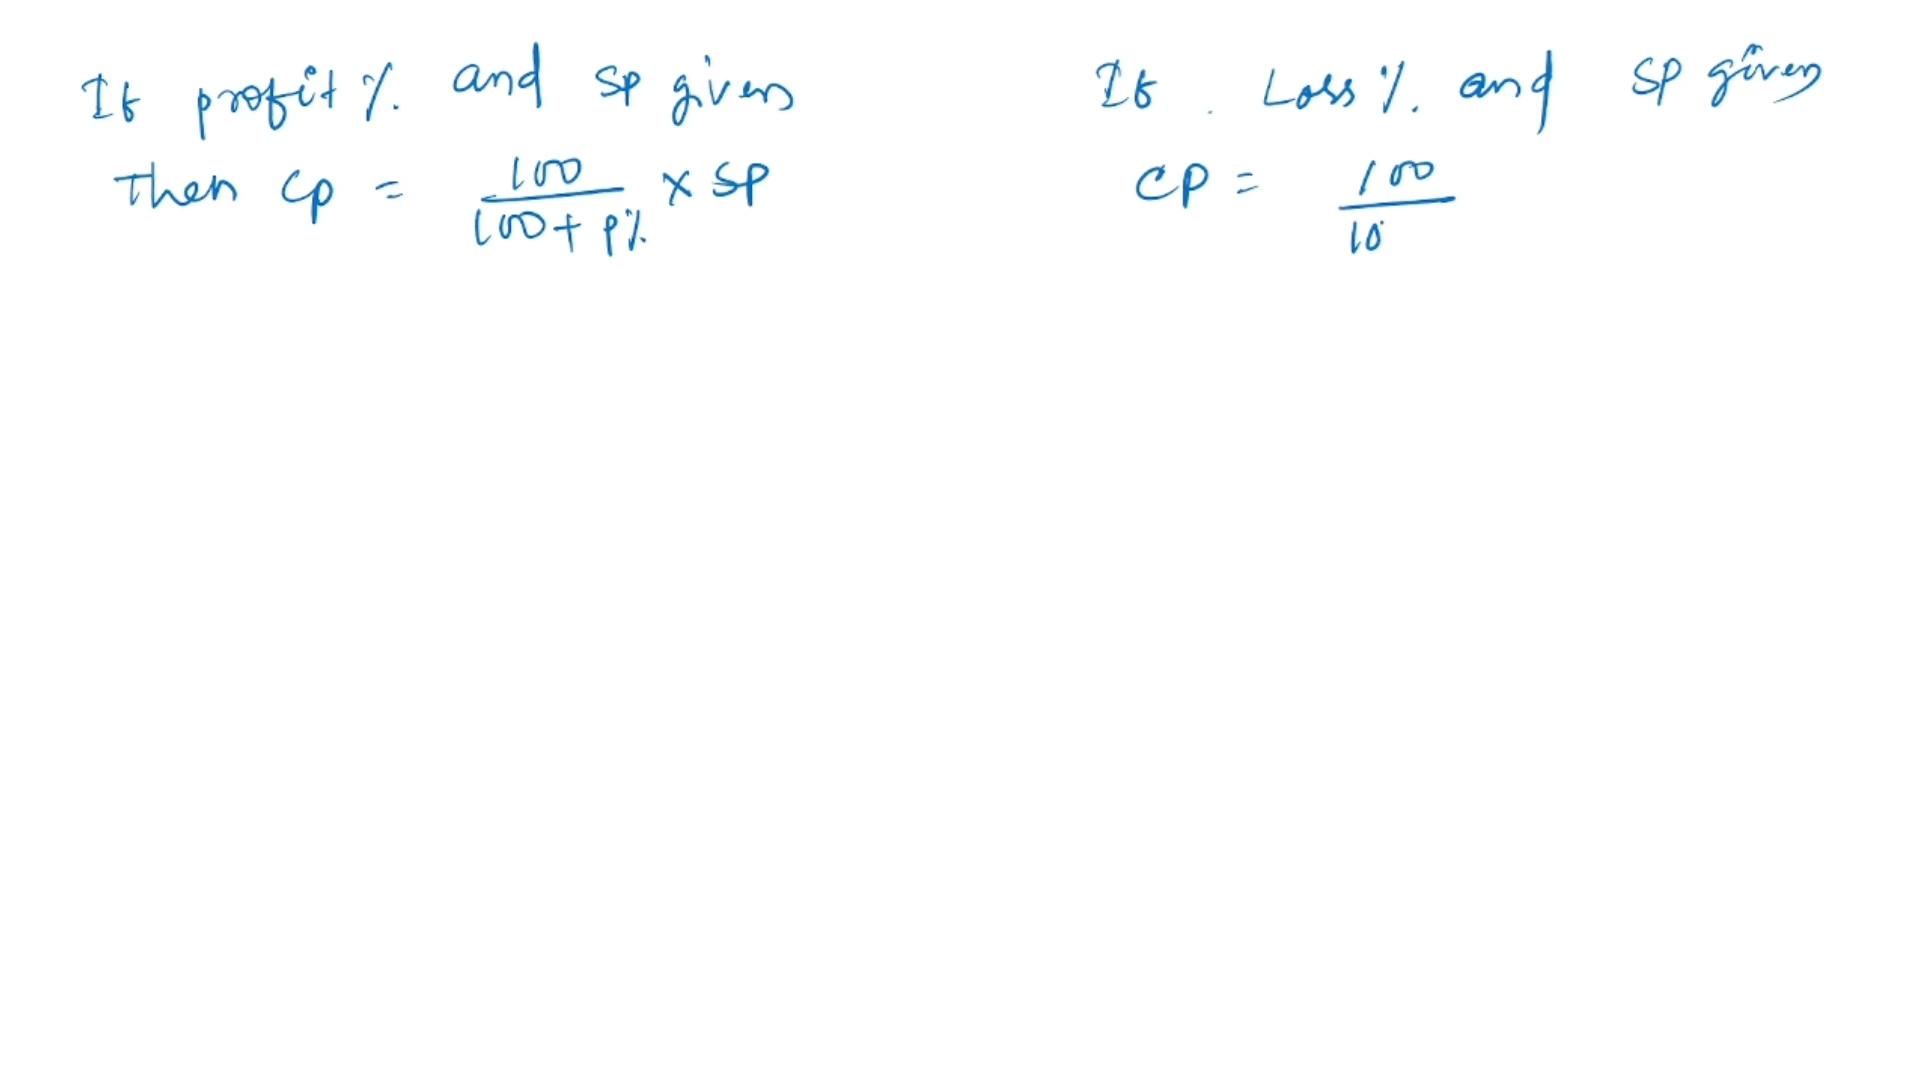 If profit % and SP given
Then CP = 100/100+P% × SP
If Loss % and SP given
CP = 100/10